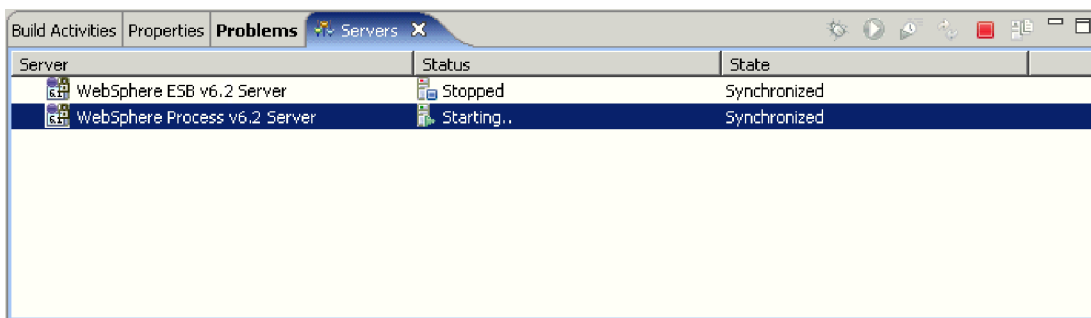 Build Activities Properties Problems Servers
Server Status State
WebSphere ESB v6.2 Server Stopped Synchronized
WebSphere Process v6.2 Server Starting.. Synchronized